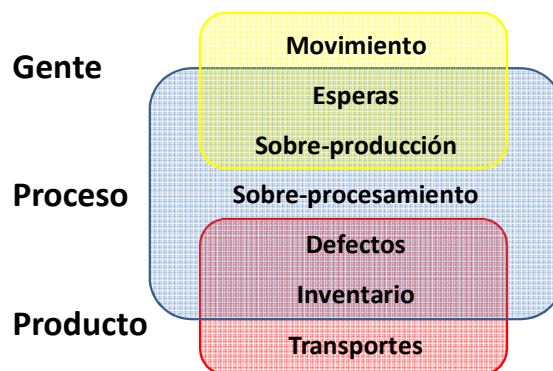 Movimiento
Gente
Esperas
Sobre-producción
Proceso
Sobre-procesamiento
Defectos
Inventario
Producto
Transportes